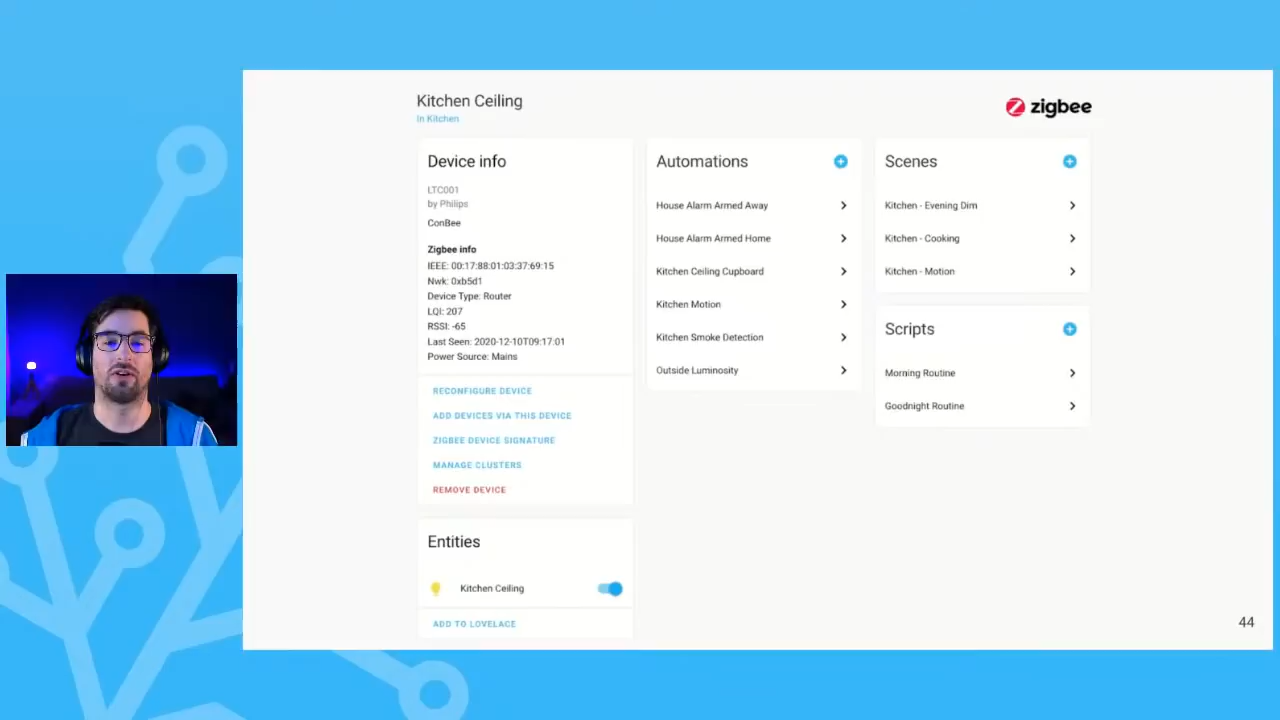 Kitchen Ceiling
In Kitchen
zigbee
Device info
LTC001
by Philips
ConBee
Zigbee info
IEEE: 00:17:88:01:03:37:69:15
Nwk: 0xb5d1
Device Type: Router
LQI: 207
RSSI: -65
Last Seen: 2020-12-10T09:17:01
Power Source: Mains
RECONFIGURE DEVICE
ADD DEVICES VIA THIS DEVICE
ZIGBEE DEVICE SIGNATURE
MANAGE CLUSTERS
REMOVE DEVICE
Entities
Kitchen Ceiling
ADD TO LOVELACE
Automations
House Alarm Armed Away
House Alarm Armed Home
Kitchen Ceiling Cupboard
Kitchen Motion
Kitchen Smoke Detection
Outside Luminosity
Scenes
Kitchen - Evening Dim
Kitchen - Cooking
Kitchen - Motion
Scripts
Morning Routine
Goodnight Routine
44